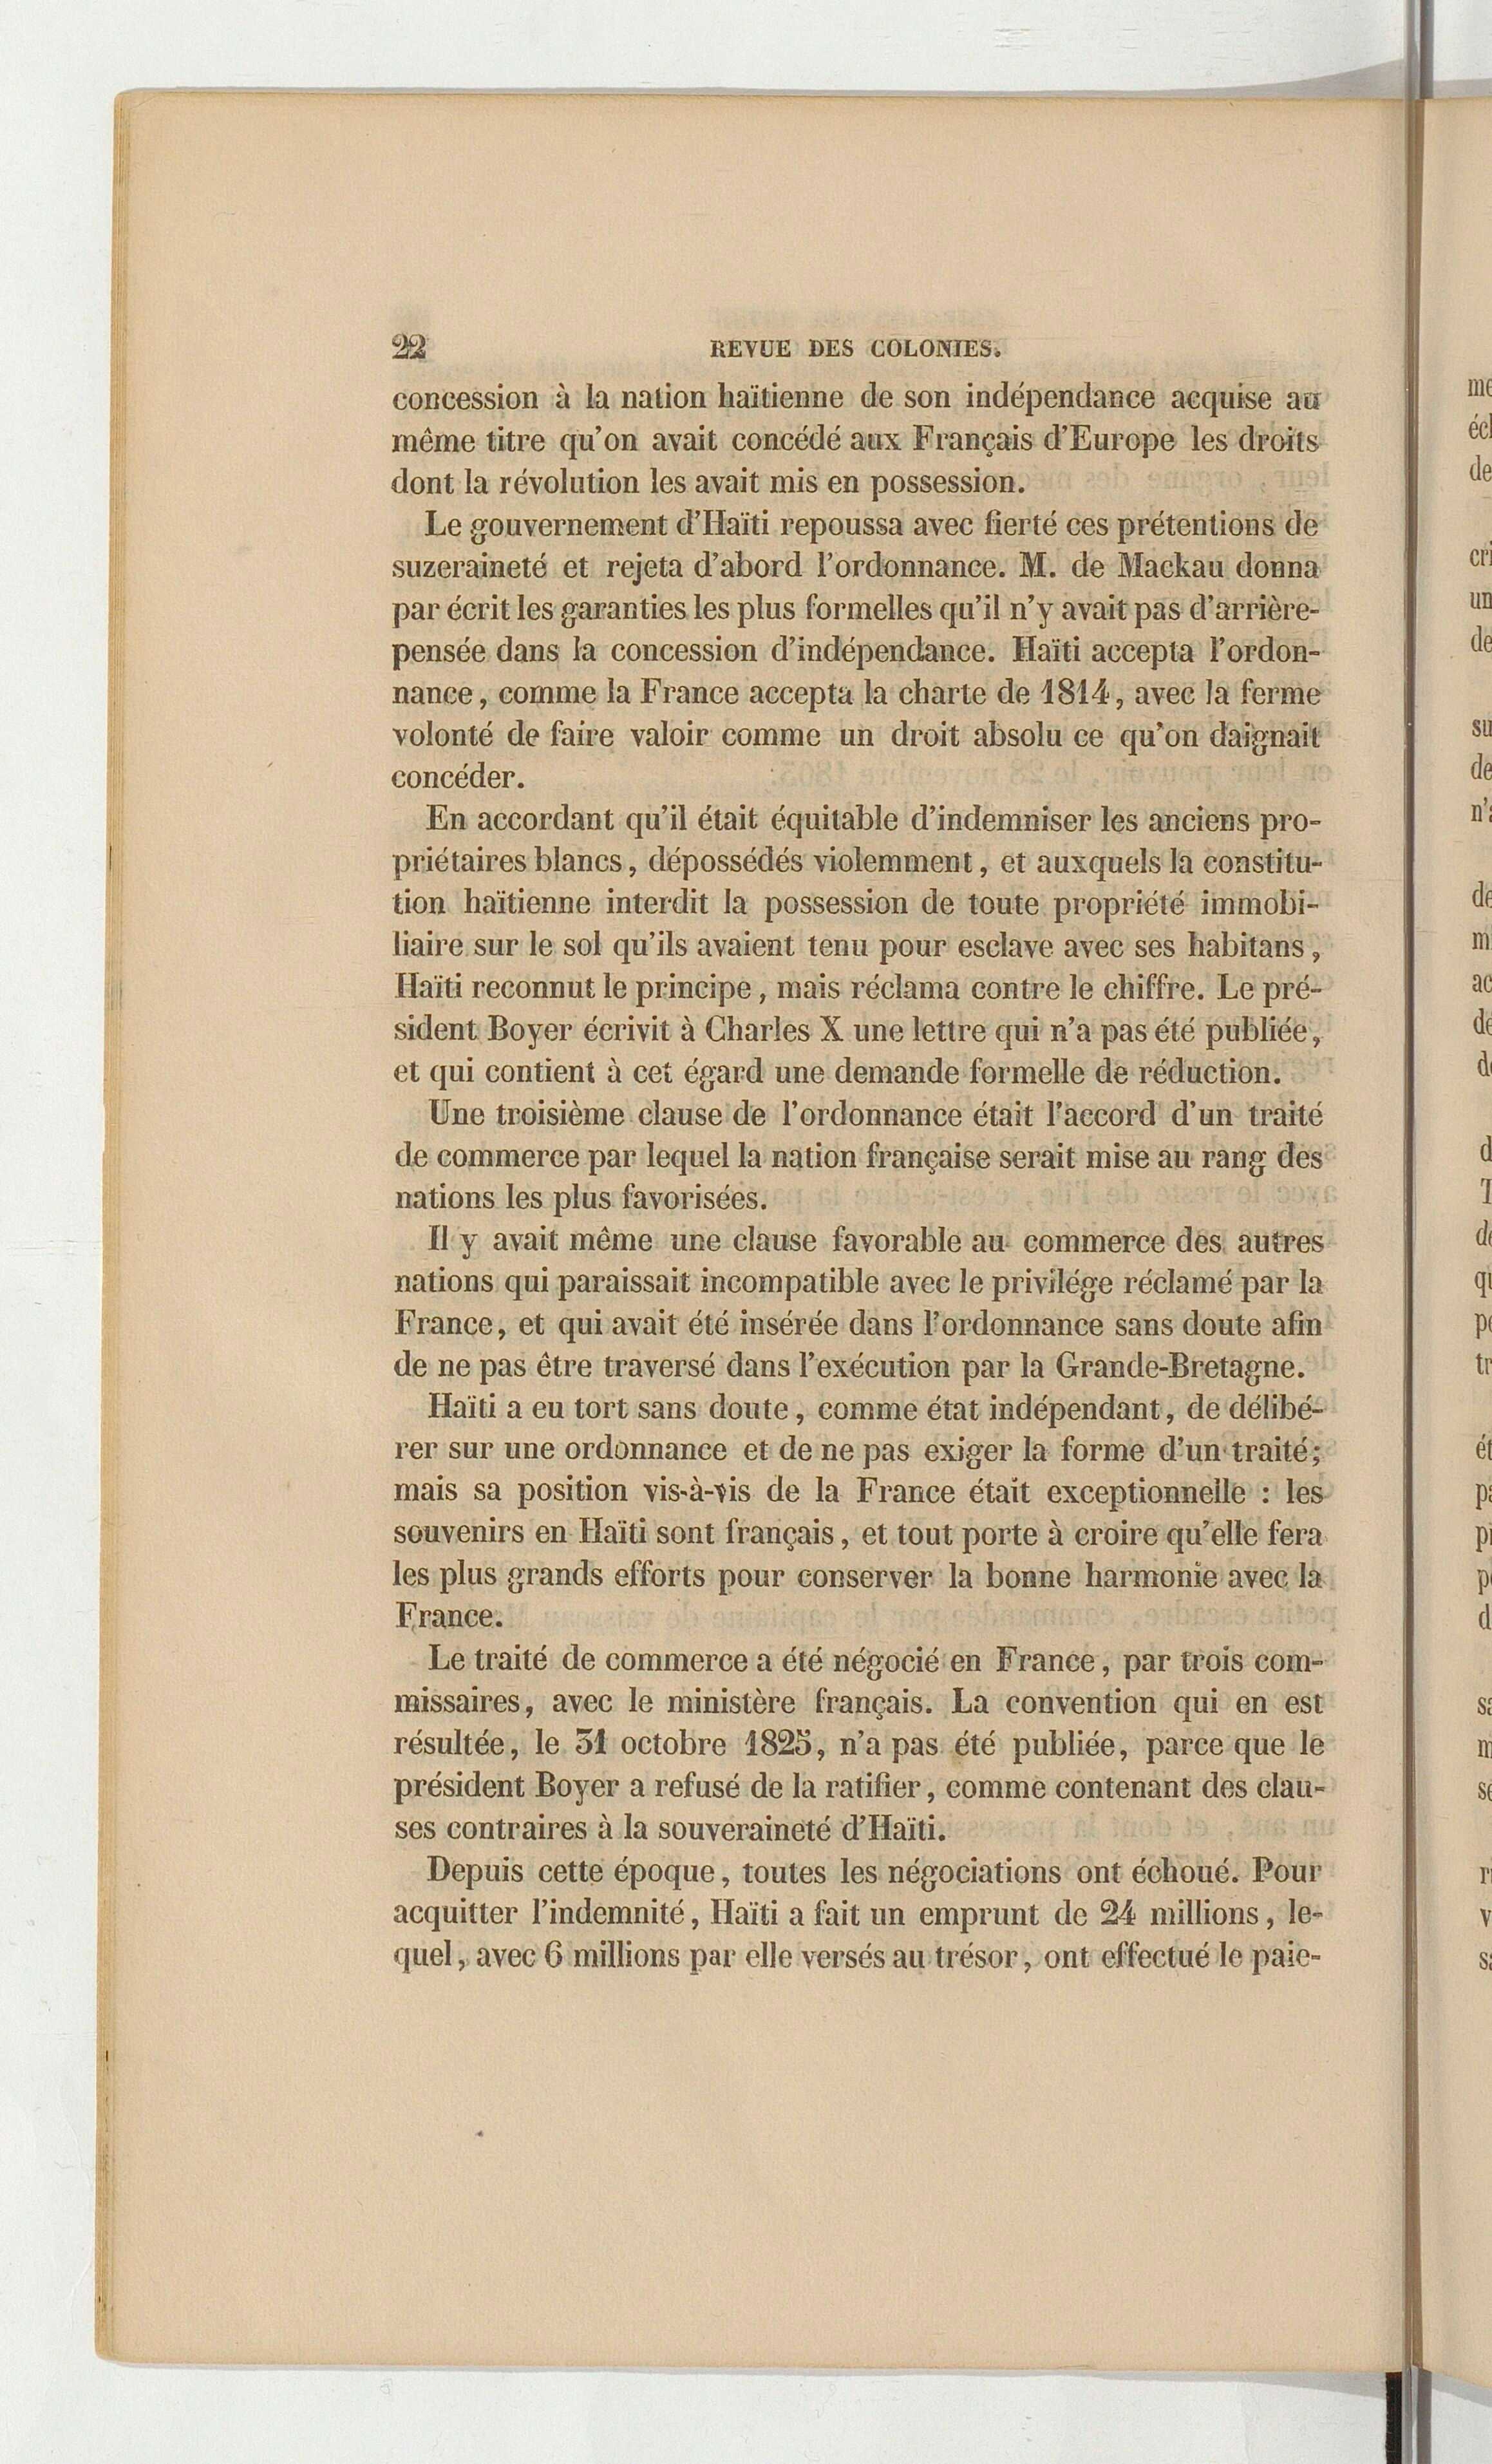 22 REVUE DES COLONIES.
concession à la nation haïtienne de son indépendance acquise au
même titre qu'on avait concédé aux Français d'Europe les droits
dont la révolution les avait mis en possession.
Le gouvernement d'Haïti repoussa avec fierté ces prétentions de
suzeraineté et rejeta d'abord l'ordonnance. M. de Mackau donna
par écrit les garanties les plus formelles qu'il n'y avait pas d'arrière-
pensée dans la concession d'indépendance. Haïti accepta l'ordon-
nance, comme la France accepta la charte de 1814, avec la ferme
volonté de faire valoir comme un droit absolu ce qu'on daignait
concéder.
En accordant qu'il était équitable d'indemniser les anciens pro-
priétaires blancs, dépossédés violemment, et auxquels la constitu-
tion haïtienne interdit la possession de toute propriété immobi-
liaire sur le sol qu'ils avaient tenu pour esclave avec ses habitans,
Haïti reconnut le principe, mais réclama contre le chiffre. Le pré-
sident Boyer écrivit à Charles X une lettre qui n'a pas été publiée,
et qui contient à cet égard une demande formelle de réduction.
Une troisième clause de l'ordonnance était l'accord d'un traité
de commerce par lequel la nation française serait mise au rang des
nations les plus favorisées.
Il y avait même une clause favorable au commerce des autres
nations qui paraissait incompatible avec le privilége réclamé par la
France, et qui avait été insérée dans l'ordonnance sans doute afin
de ne pas être traversé dans l'exécution par la Grande-Bretagne.
Haïti a eu tort sans doute, comme état indépendant, de délibé-
rer sur une ordonnance et de ne pas exiger la forme d'un traité;
mais sa position vis-à-vis de la France était exceptionnelle : les
souvenirs en Haïti sont français, et tout porte à croire qu'elle fera
les plus grands efforts pour conserver la bonne harmonie avec la
France.
Le traité de commerce a été négocié en France, par trois com-
missaires, avec le ministère français. La convention qui en est
résultée, le 31 octobre 1825, n'a pas été publiée, parce que le
président Boyer a refusé de la ratifier, comme contenant des clau-
ses contraires à la souveraineté d'Haïti.
Depuis cette époque, toutes les négociations ont échoué. Pour
acquitter l'indemnité, Haïti a fait un emprunt de 24 millions, le-
quel, avec 6 millions par elle versés au trésor, ont effectué le paie-